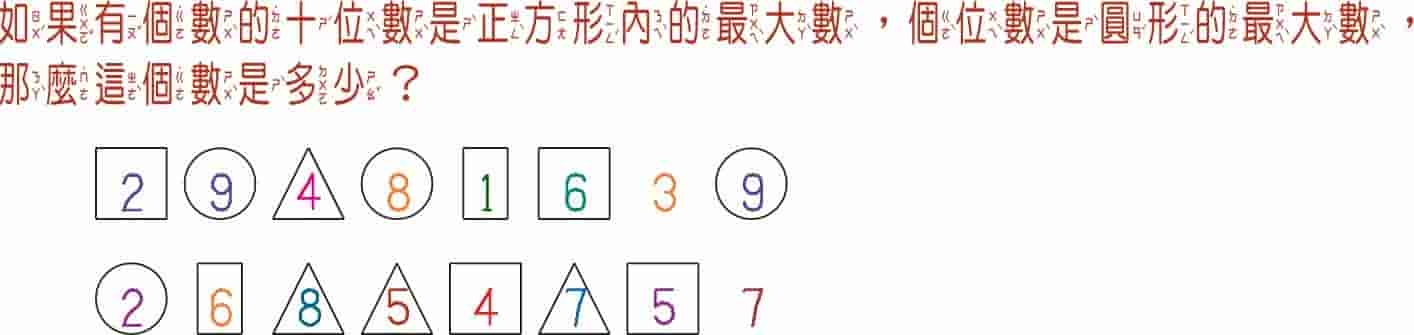 如果有一個數的十位數是正方形內的最大數，個位數是圓形的最大數，
那麼這個數是多少？
2 9 4 8 1 6 3 9
2 6 8 5 4 7 5 7